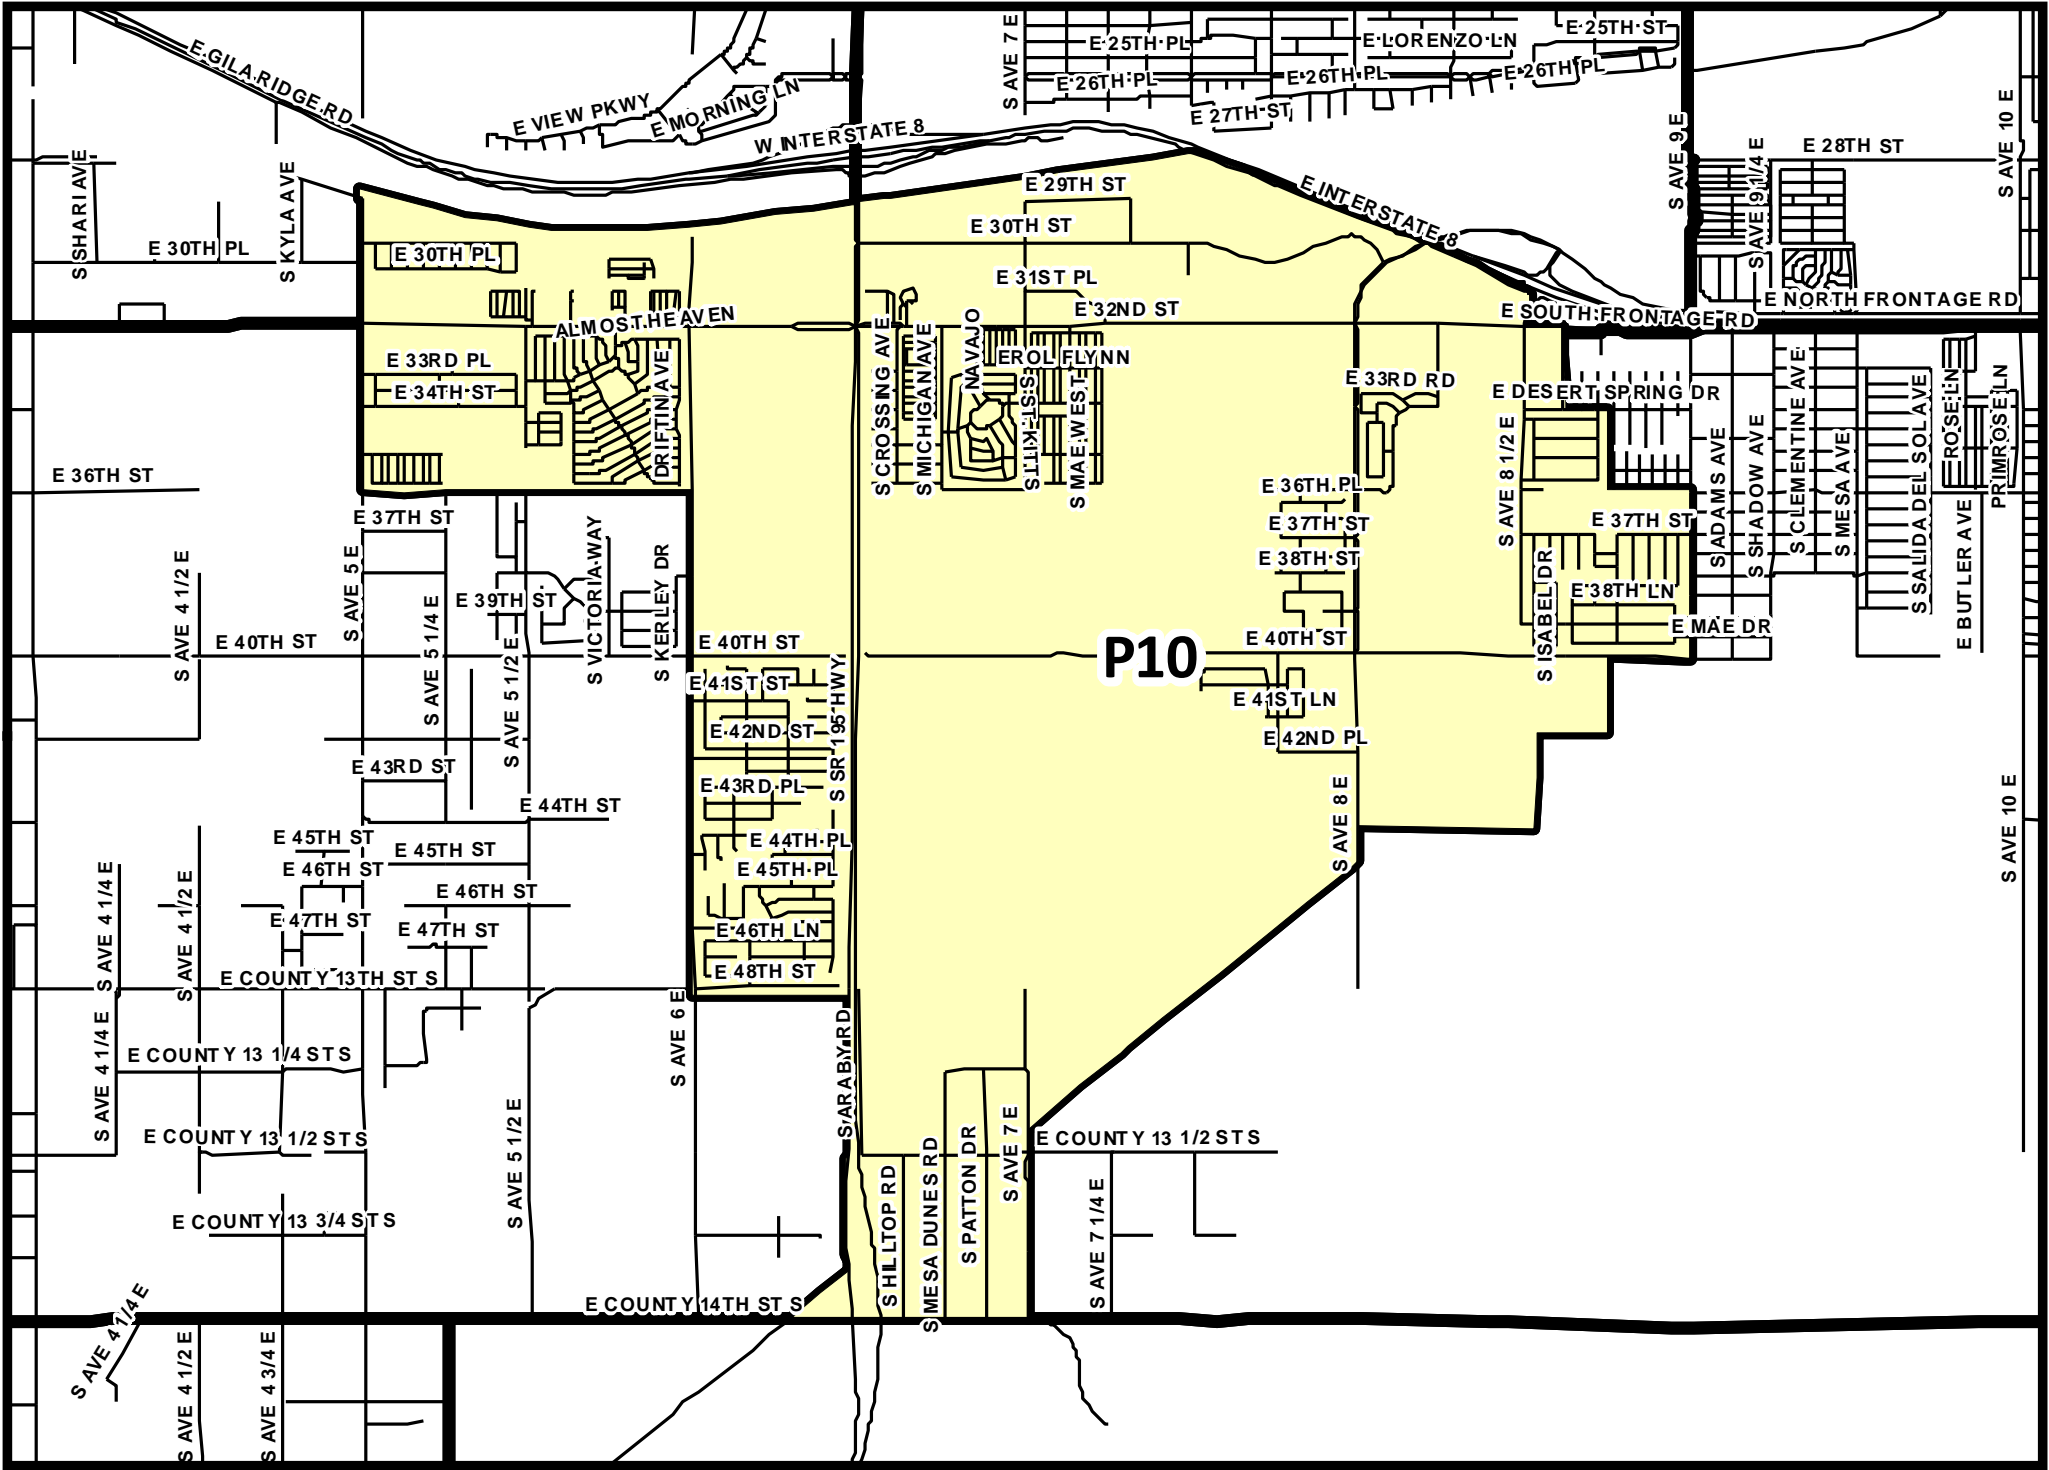 S AVE 7 E
E 25TH PL
E LORENZO LN
E 25TH ST
E GILA RIDGE RD
E 26TH PL
E 26TH PL
E 26TH PL
E VIEW PKWY
E MORNING LN
E 27TH ST
W INTERSTATE 8
S AVE 9 E
S AVE 9 1/4 E
E 28TH ST
S AVE 10 E
S SHARI AVE
S KYLA AVE
E 29TH ST
E INTERSTATE 8
E 30TH PL
E 30TH PL
E 30TH ST
E 31ST PL
E 32ND ST
E NORTH FRONTAGE RD
E SOUTH FRONTAGE RD
ALMOST HEAVEN
E 33RD PL
E 34TH ST
DRIFTIN AVE
S CROSSING AVE
S MICHIGAN AVE
NAVAJO
EROL FLYNN
S ST. KITTS
S MAE WEST
E 33RD RD
E DESERT SPRING DR
S AVE 8 1/2 E
S ADAMS AVE
S SHADOW AVE
S CLEMENTINE AVE
S MESA AVE
S SALIDA DEL SOL AVE
ROSE LN
PRIMROSE LN
E 36TH ST
E 36TH PL
E 37TH ST
E 37TH ST
E 37TH ST
E 38TH ST
S AVE 4 1/2 E
S AVE 5 E
S AVE 5 1/4 E
E 39TH ST
S AVE 5 1/2 E
S VICTORIA WAY
S KERLEY DR
S ISABEL DR
E 38TH LN
E BUTLER AVE
E MAE DR
E 40TH ST
E 40TH ST
E 40TH ST
P10
E 41ST ST
E 41ST LN
E 42ND ST
E 42ND PL
S SR 195 HWY
E 43RD ST
E 43RD PL
S AVE 8 E
S AVE 10 E
E 44TH ST
E 44TH PL
E 45TH ST
E 45TH ST
E 45TH PL
E 46TH ST
E 46TH ST
E 46TH LN
E 47TH ST
E 47TH ST
S AVE 4 1/4 E
S AVE 4 1/2 E
E COUNTY 13TH ST S
E 48TH ST
S AVE 4 1/4 E
E COUNTY 13 1/4 ST S
S AVE 6 E
S ARABY RD
E COUNTY 13 1/2 ST S
S AVE 5 1/2 E
E COUNTY 13 1/2 ST S
E COUNTY 13 3/4 ST S
S HILLTOP RD
S MESA DUNES RD
S PATTON DR
S AVE 7 E
S AVE 7 1/4 E
E COUNTY 14TH ST S
S AVE 4 1/4 E
S AVE 4 1/2 E
S AVE 4 3/4 E